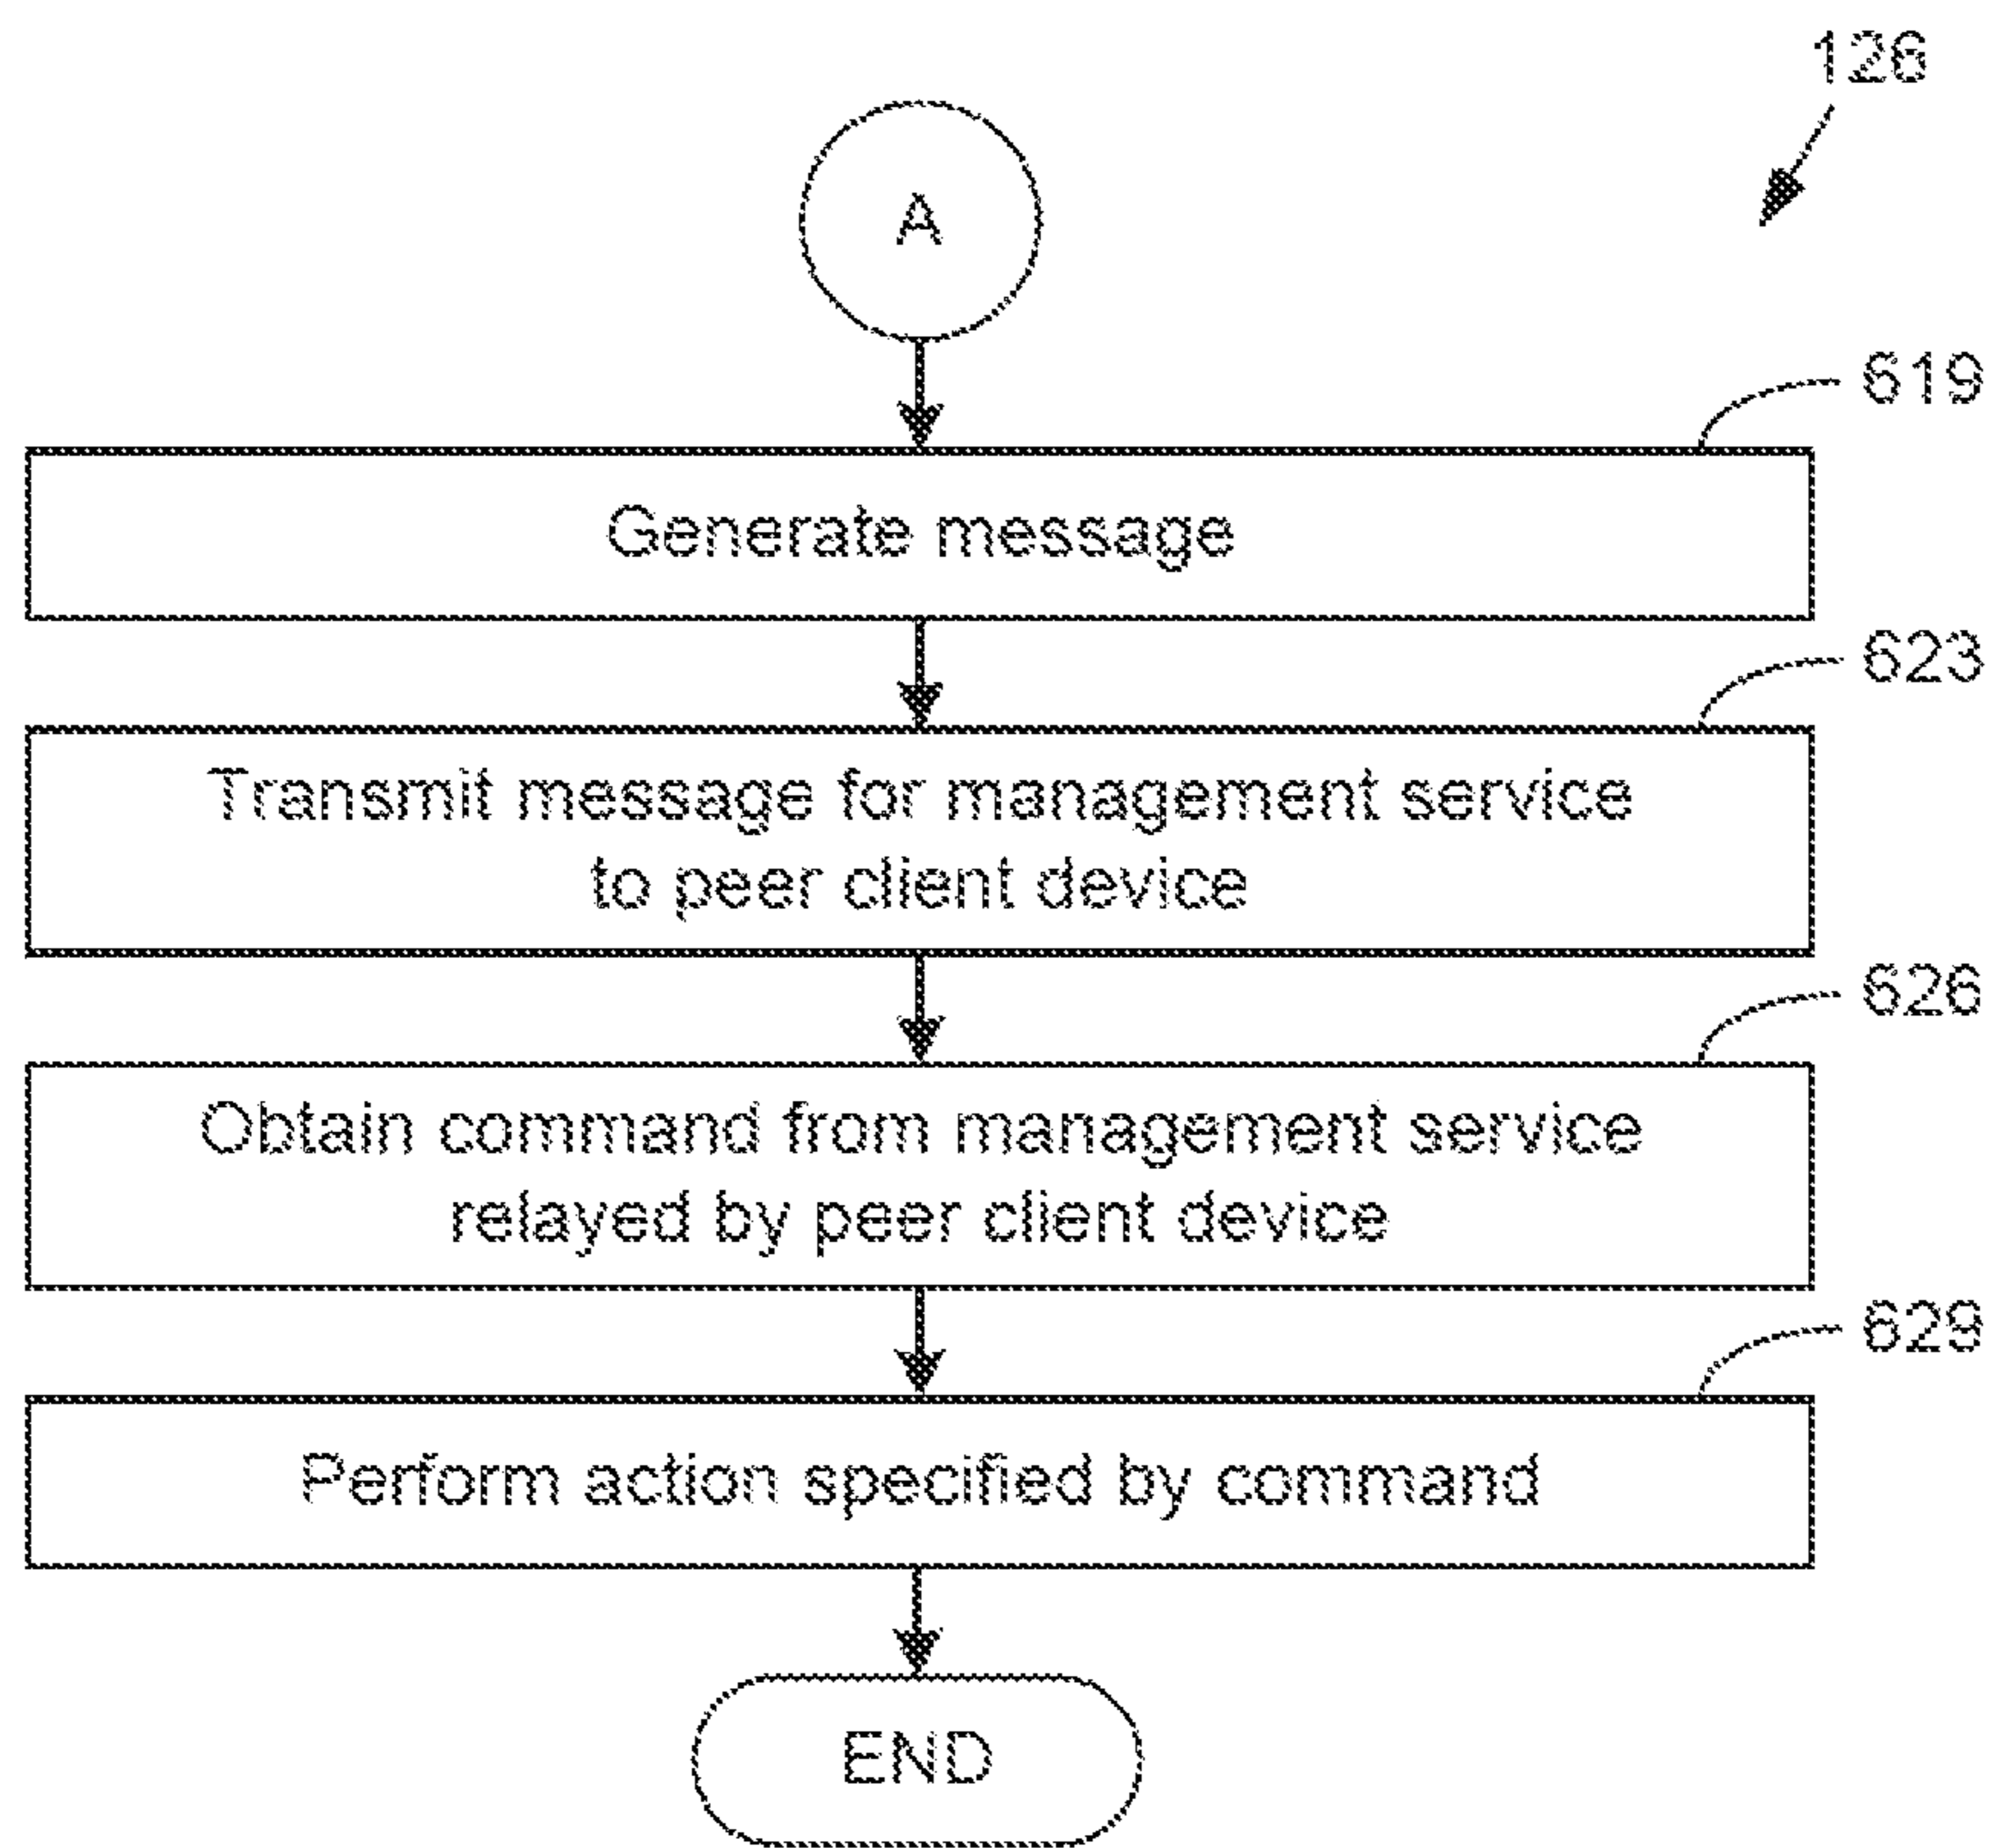 126
A
619
Generate message
623
Transmit message for management service
to peer client device
626
Obtain command from management service
relayed by peer client device
629
Perform action specified by command
END